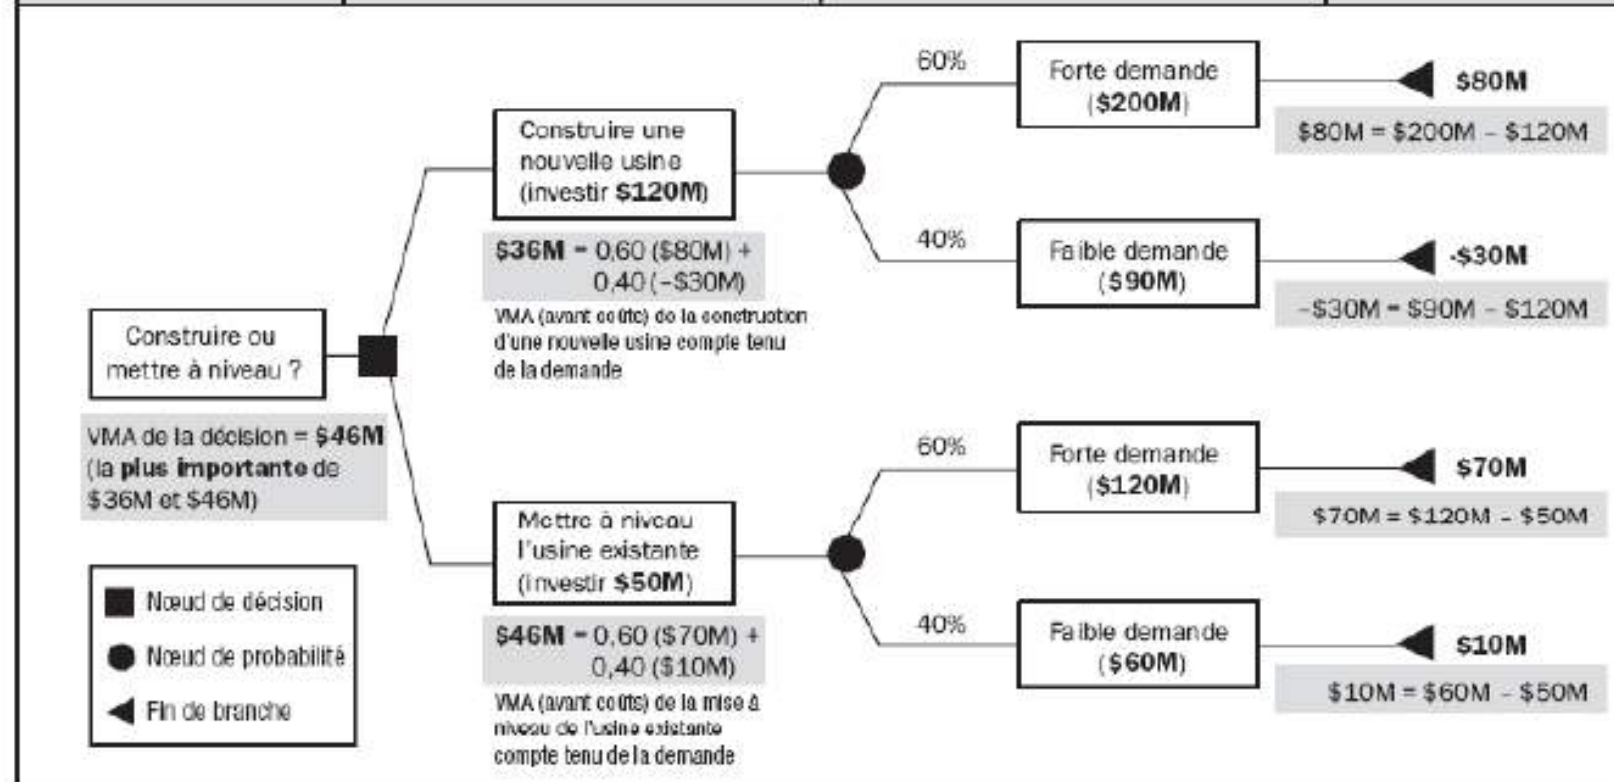 60%
Forte demande
($200M)
$80M
$80M = $200M – $120M
Construire une
nouvelle usine
(investir $120M)
40%
Faible demande
($90M)
-$30M
–$30M = $90M – $120M
$36M = 0,60 ($80M) +
0,40 (–$30M)
VMA (avant coûts) de la construction
d'une nouvelle usine compte tenu
de la demande
Construire ou
mettre à niveau ?
VMA de la décision = $46M
(la plus importante de
$36M et $46M)
60%
Forte demande
($120M)
$70M
$70M = $120M – $50M
Mettre à niveau
l'usine existante
(investir $50M)
40%
Faible demande
($60M)
$10M
$10M = $60M – $50M
$46M = 0,60 ($70M) +
0,40 ($10M)
VMA (avant coûts) de la mise à
niveau de l'usine existante
compte tenu de la demande
Nœud de décision
Nœud de probabilité
Fin de branche